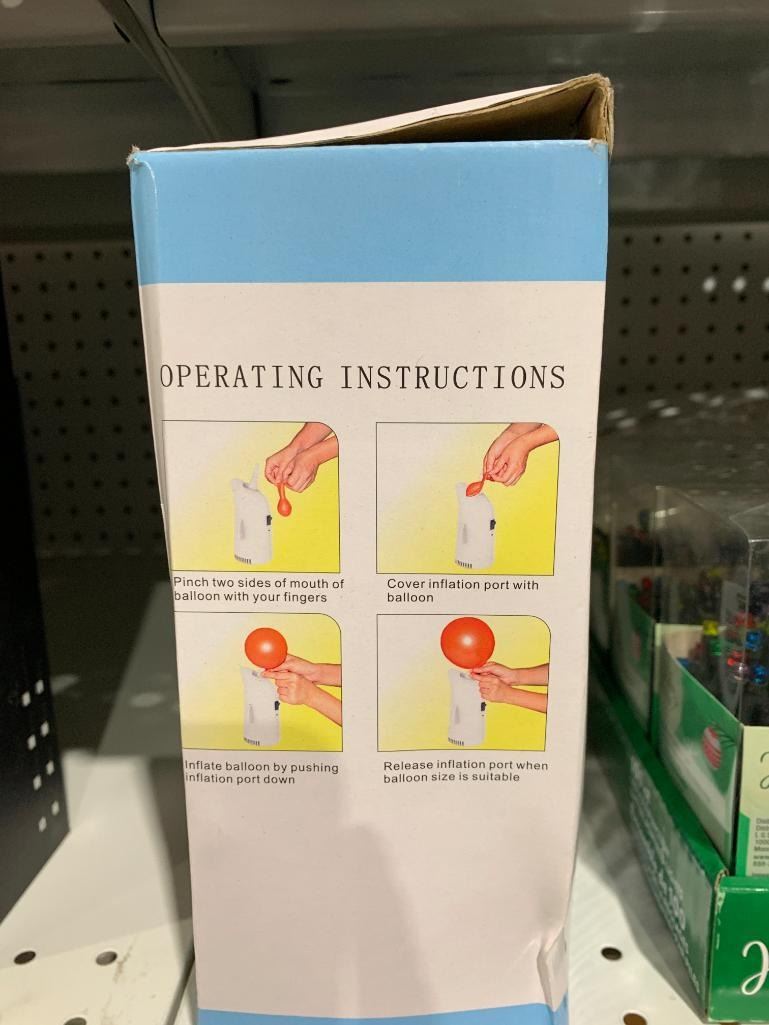 OPERATING INSTRUCTIONS
Pinch two sides of mouth of
balloon with your fingers
Cover inflation port with
balloon
Inflate balloon by pushing
inflation port down
Release inflation port when
balloon size is suitable